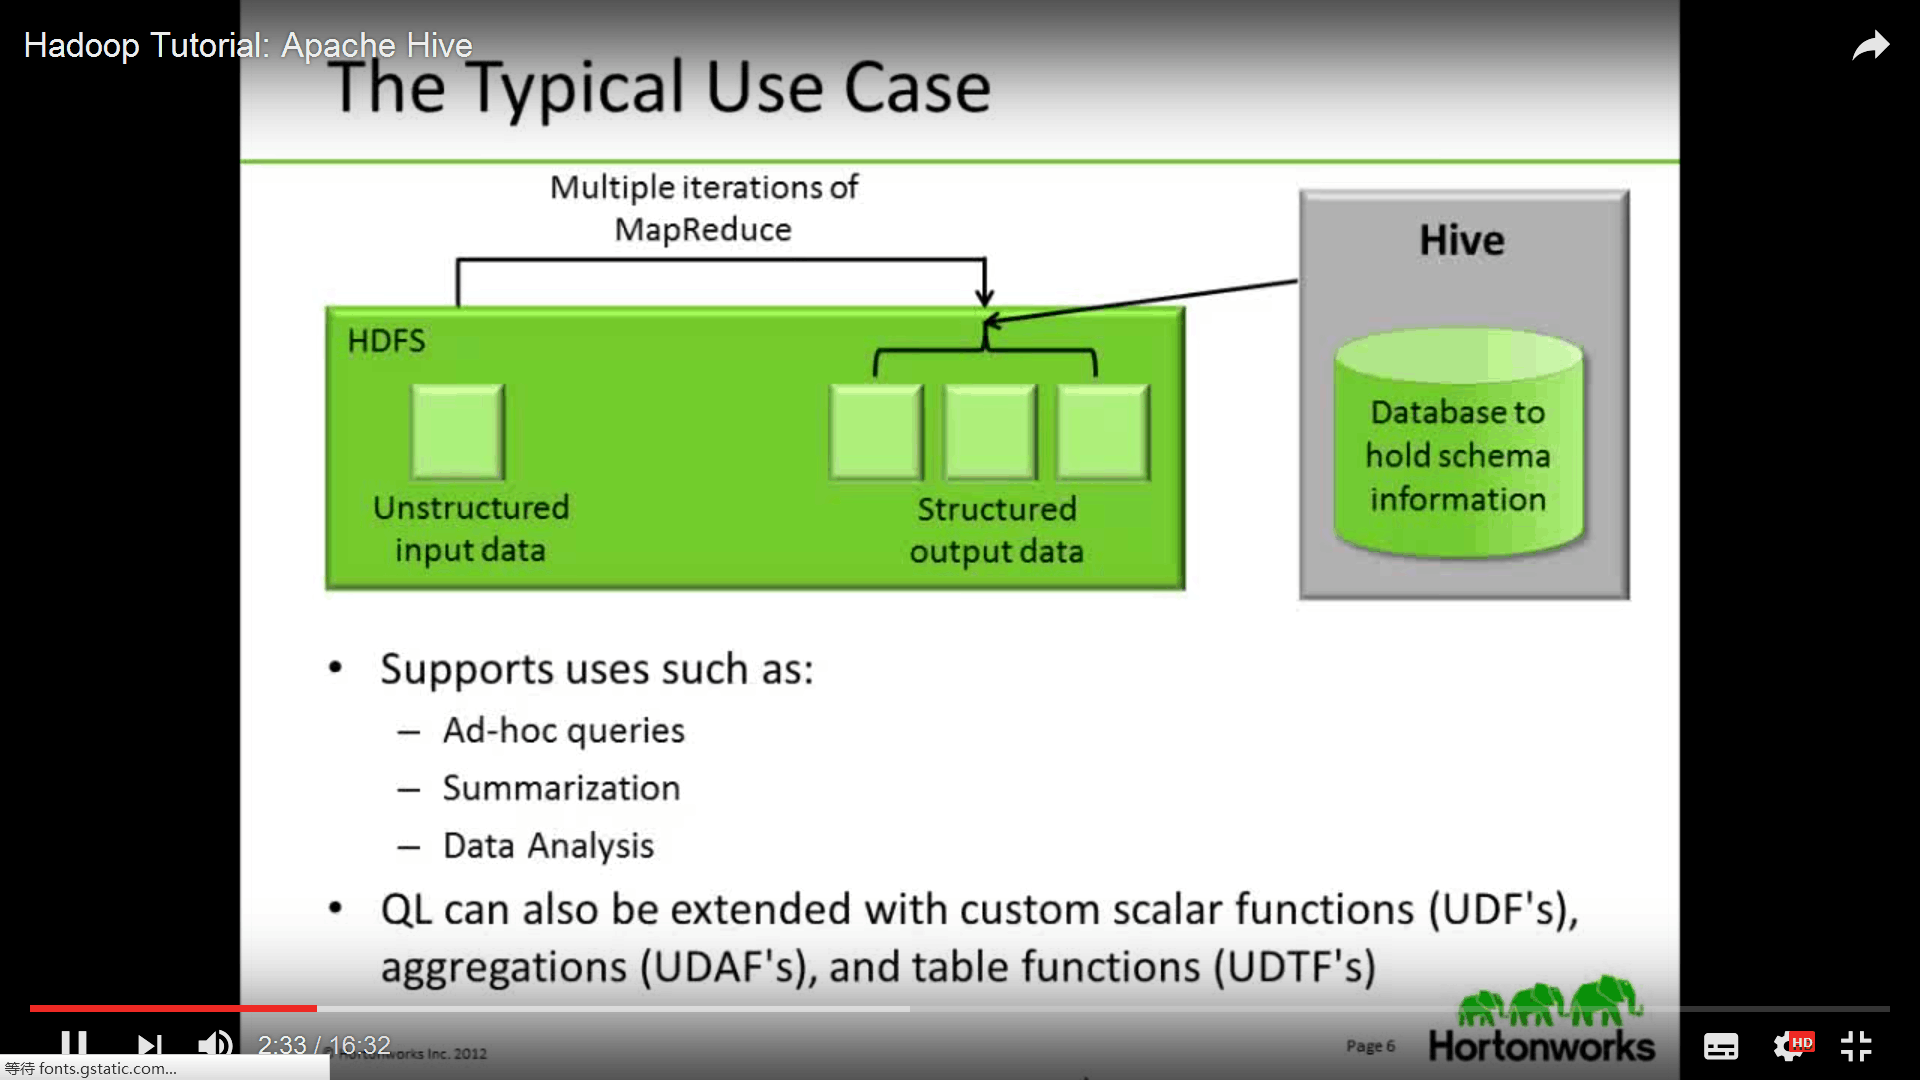 Hadoop Tutorial: Apache Hive
The Typical Use Case
Multiple iterations of
MapReduce
Hive
HDFS
Database to
hold schema
information
Unstructured
input data
Structured
output data
• Supports uses such as:
– Ad-hoc queries
– Summarization
– Data Analysis
• QL can also be extended with custom scalar functions (UDF's),
aggregations (UDAF's), and table functions (UDTF's)
2:33 / 16:32
© Hortonworks Inc. 2012
Page 6
Hortonworks
HD
等待 fonts.gstatic.com...